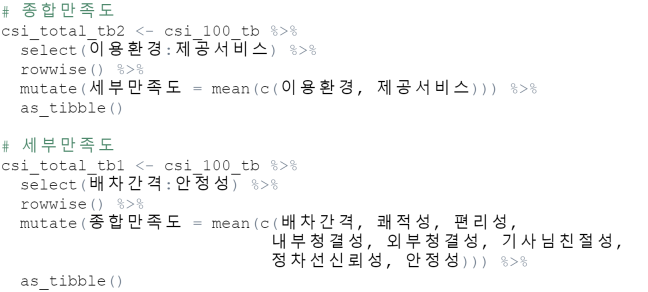 # 종합만족도
csi_total_tb2 <- csi_100_tb %>%
  select(이용환경:제공서비스) %>%
  rowwise() %>%
  mutate(세부만족도 = mean(c(이용환경, 제공서비스))) %>%
  as_tibble()

# 세부만족도
csi_total_tb1 <- csi_100_tb %>%
  select(배차간격:안정성) %>%
  rowwise() %>%
  mutate(종합만족도 = mean(c(배차간격, 쾌적성, 편리성,
                            내부청결성, 외부청결성, 기사님친절성,
                            정차선신뢰성, 안정성))) %>%
  as_tibble()